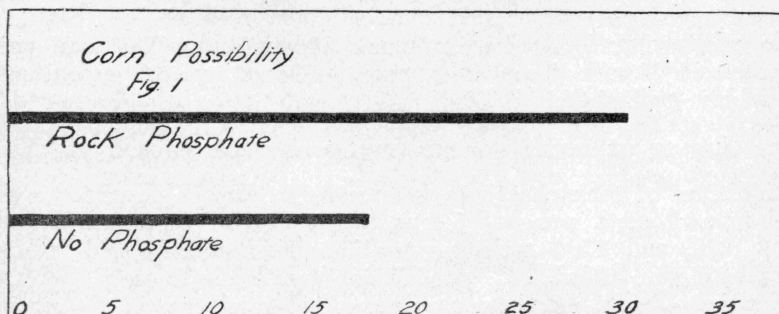 Corn Possibility
Fig. 1
Rock Phosphate
No Phosphate
0 5 10 15 20 25 30 35